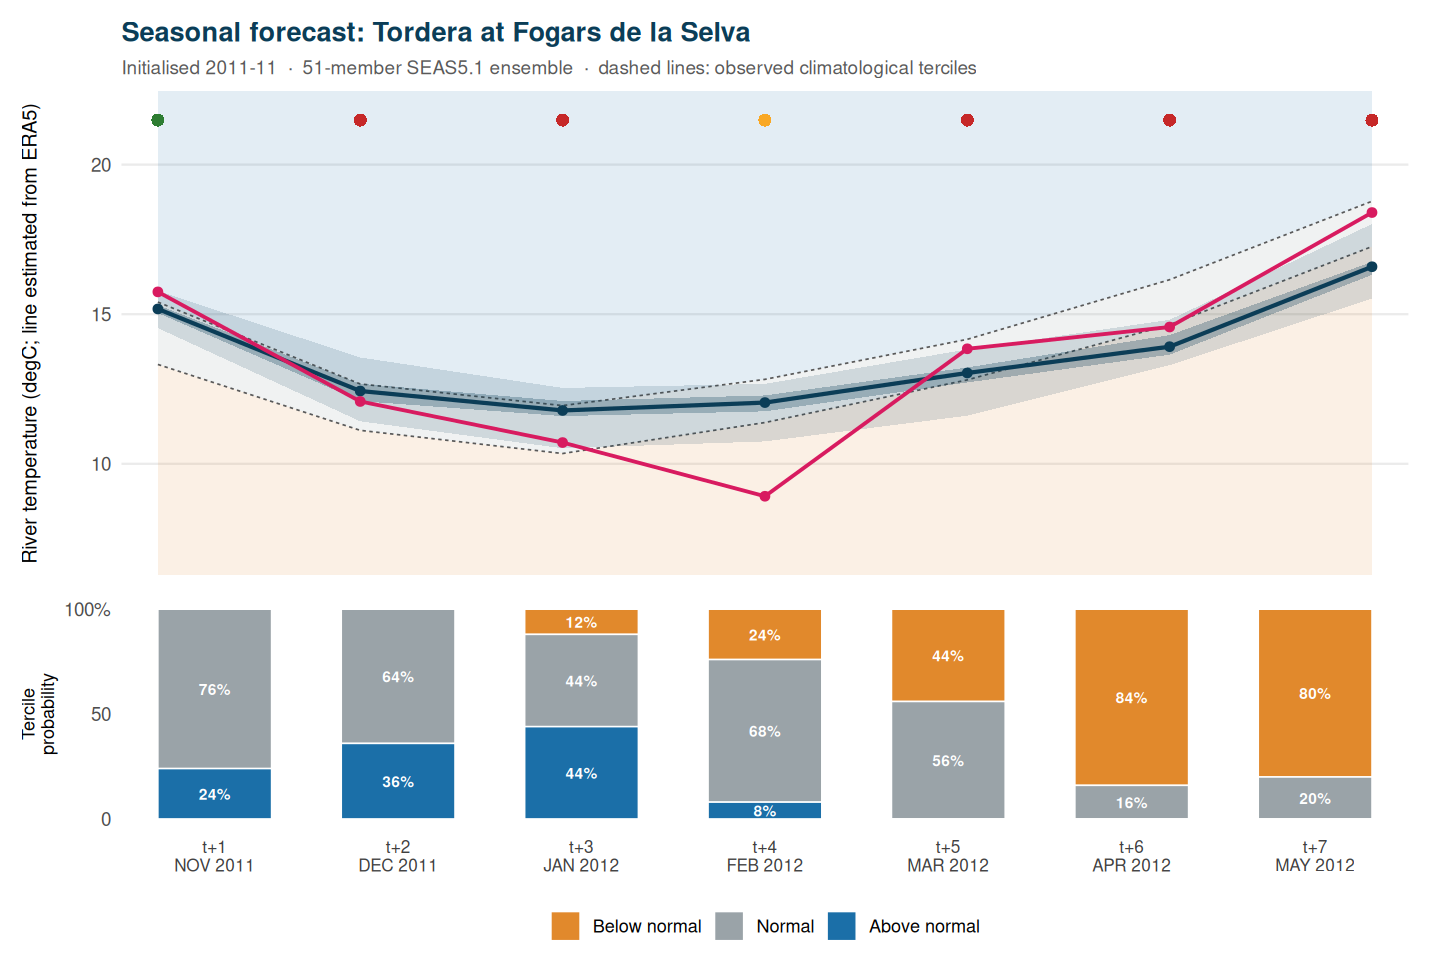 Seasonal forecast: Tordera at Fogars de la Selva
Initialised 2011-11 · 51-member SEAS5.1 ensemble · dashed lines: observed climatological terciles
River temperature (degC; line estimated from ERA5)
20
15
10
Tercile
probability
100%
50
0
76%
24%
64%
36%
12%
44%
44%
24%
68%
8%
44%
56%
84%
16%
80%
20%
t+1
NOV 2011
t+2
DEC 2011
t+3
JAN 2012
t+4
FEB 2012
t+5
MAR 2012
t+6
APR 2012
t+7
MAY 2012
Below normal
Normal
Above normal